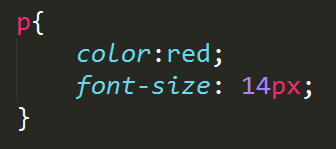 p{
    color:red;
    font-size: 14px;
}